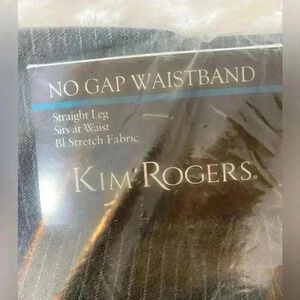 NO GAP WAISTBAND
Straight Leg
Sits at Waist
BI Stretch Fabric
KIM ROGERS®